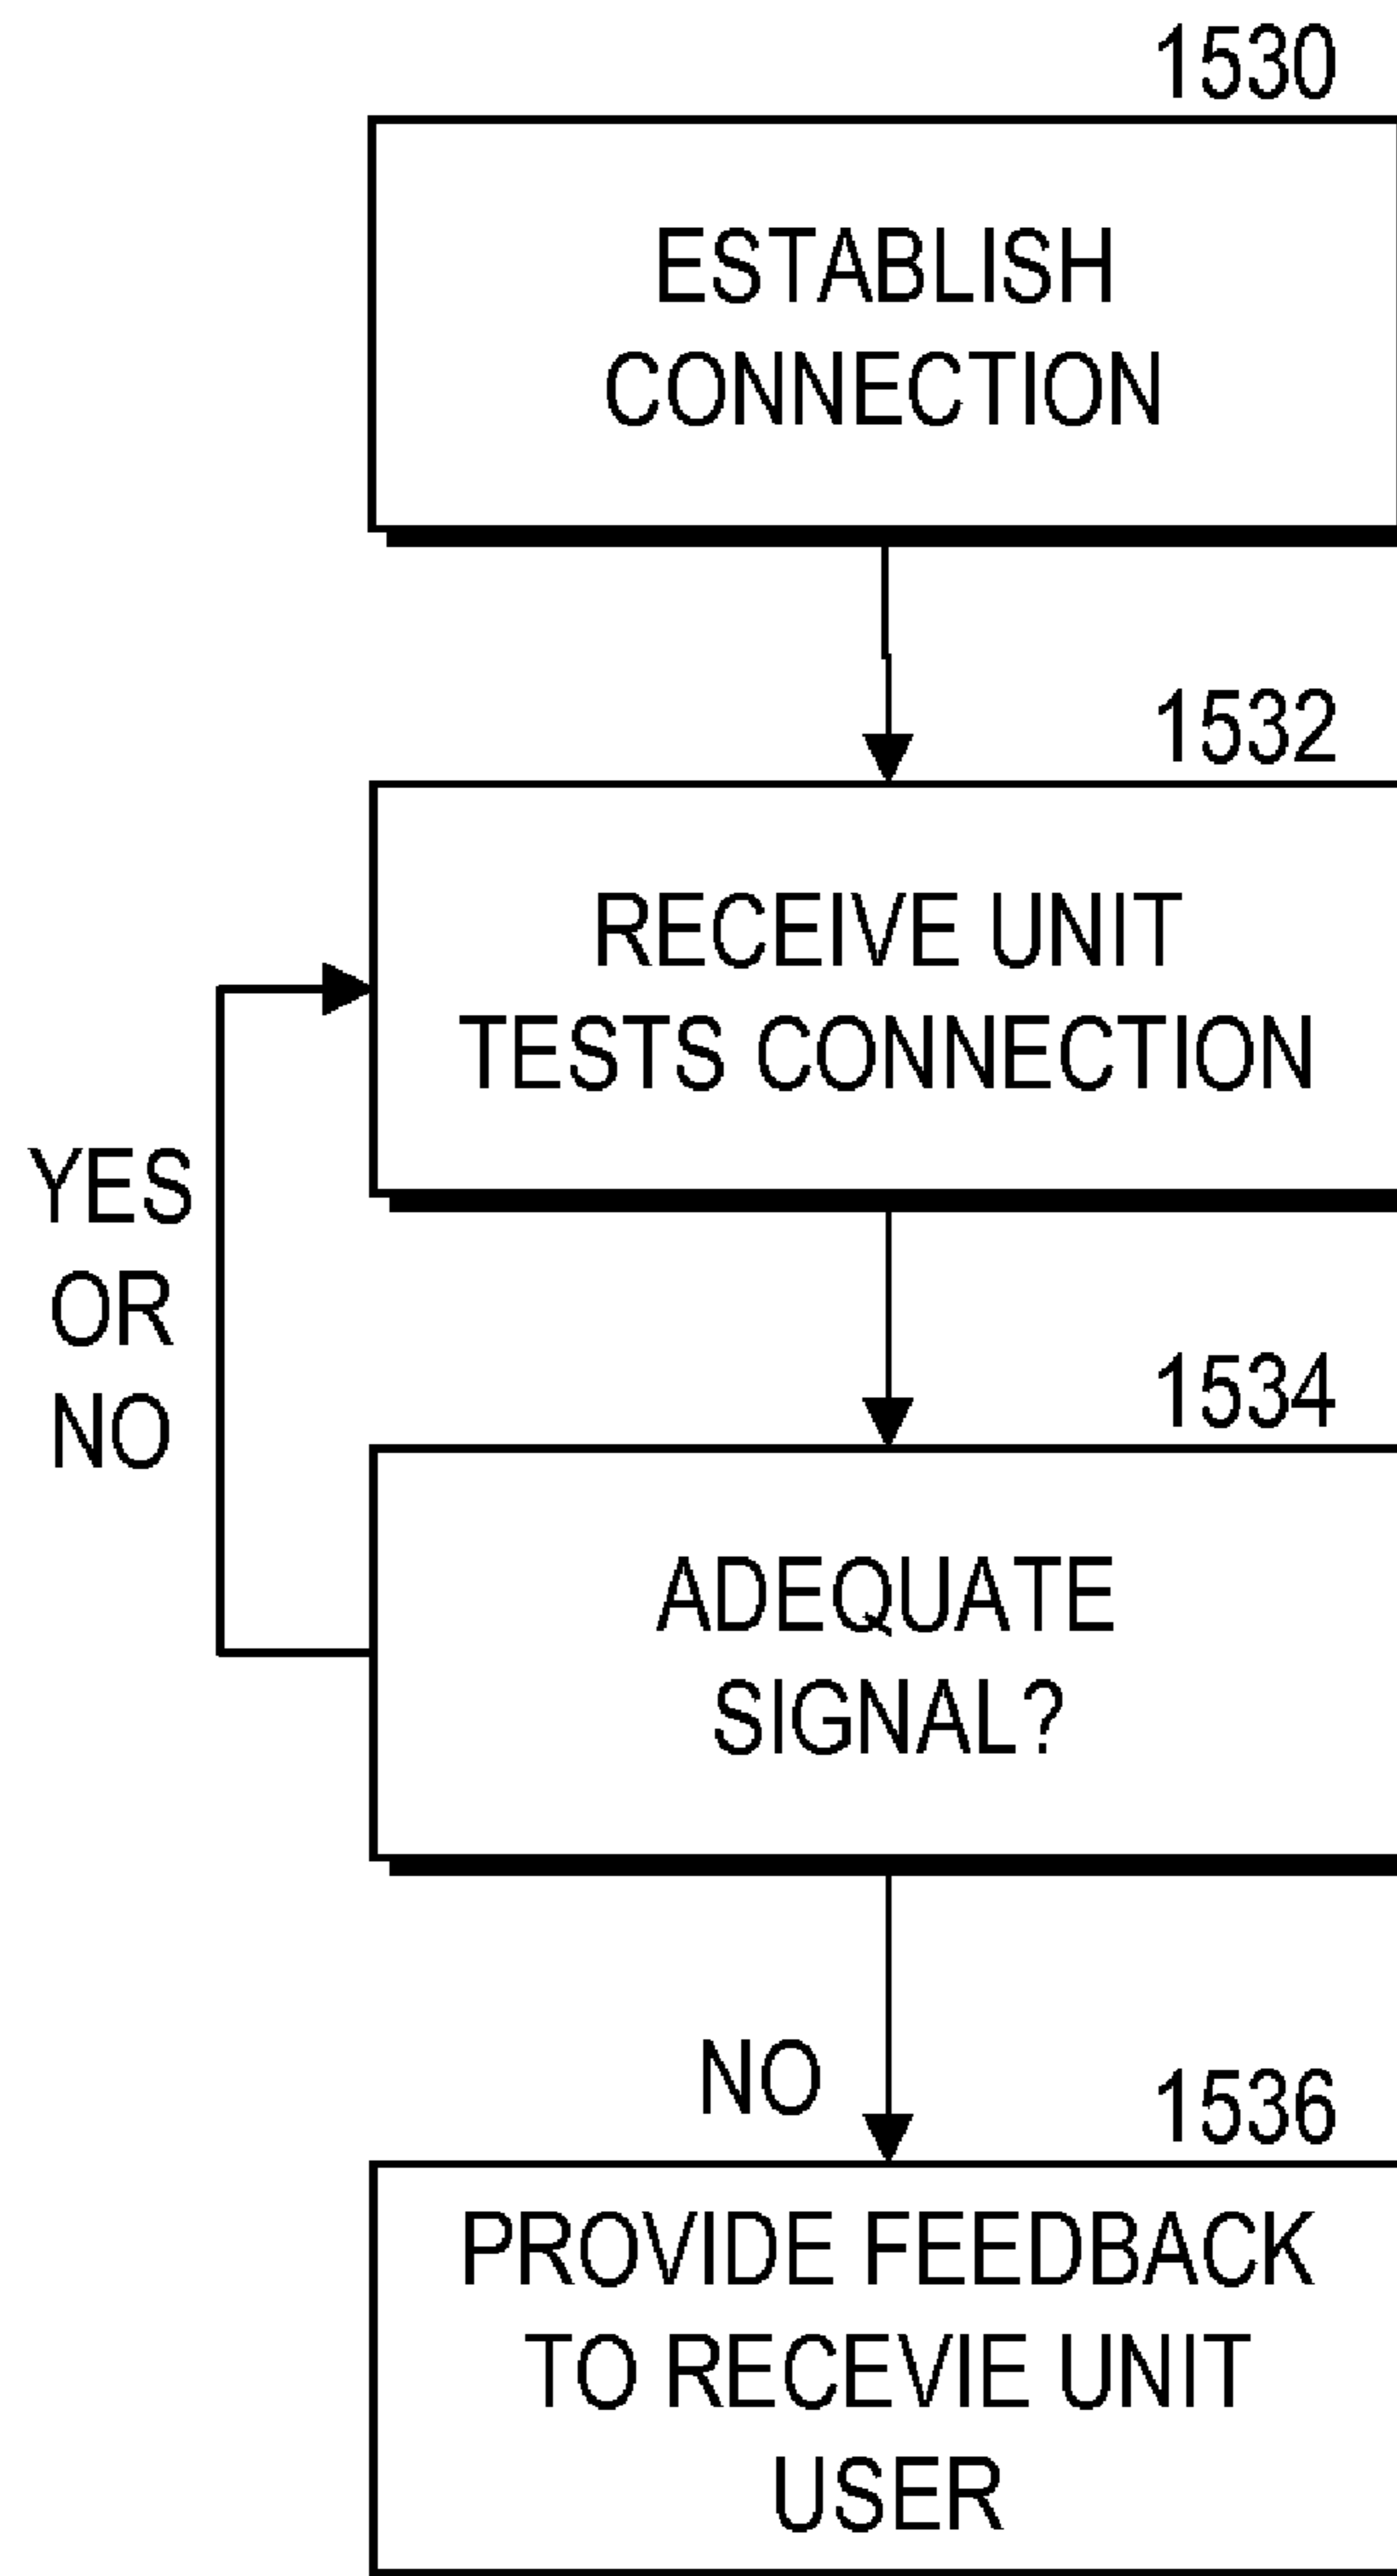 1530
ESTABLISH
CONNECTION
1532
RECEIVE UNIT
TESTS CONNECTION
YES
OR
NO
1534
ADEQUATE
SIGNAL?
NO
1536
PROVIDE FEEDBACK
TO RECEVIE UNIT
USER